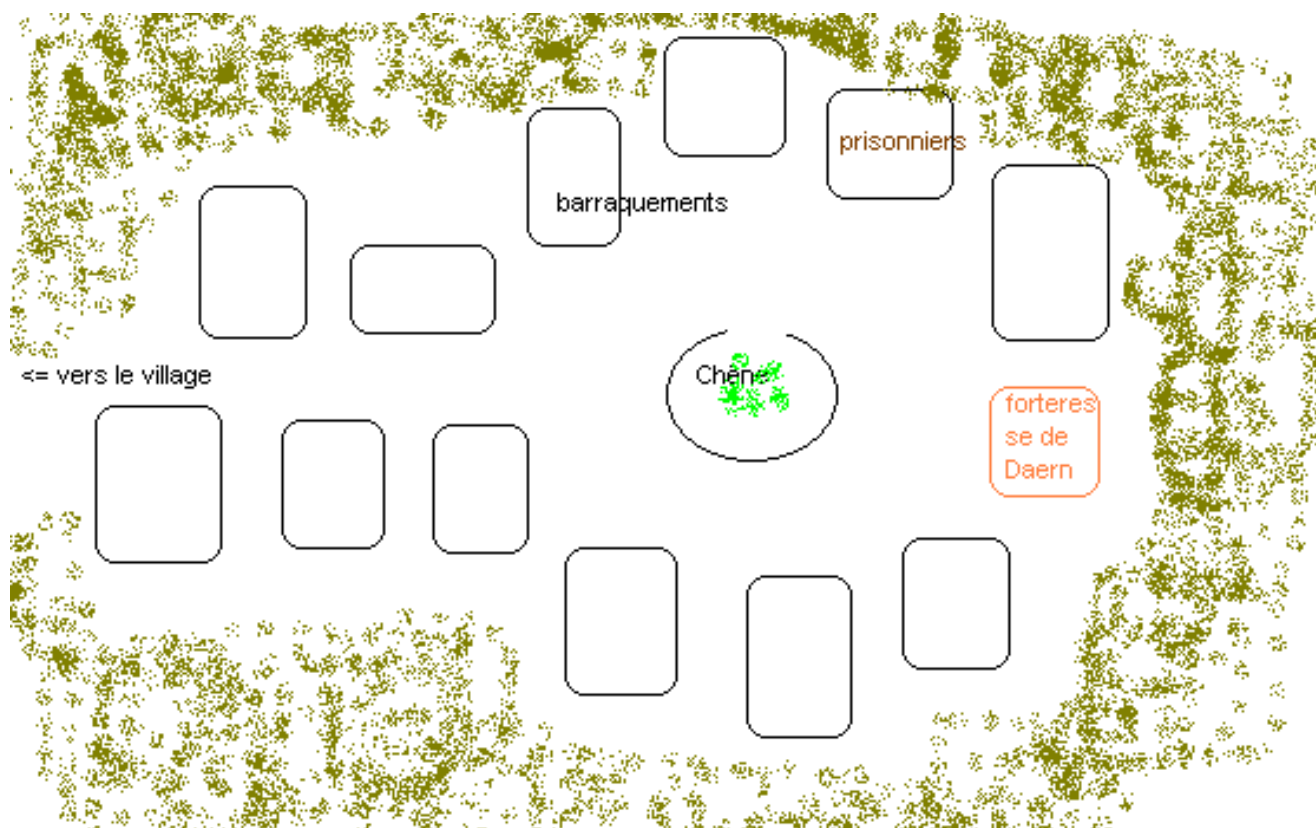 prisonniers
barraquements
<= vers le village
Chêne
forteres
se de
Daern